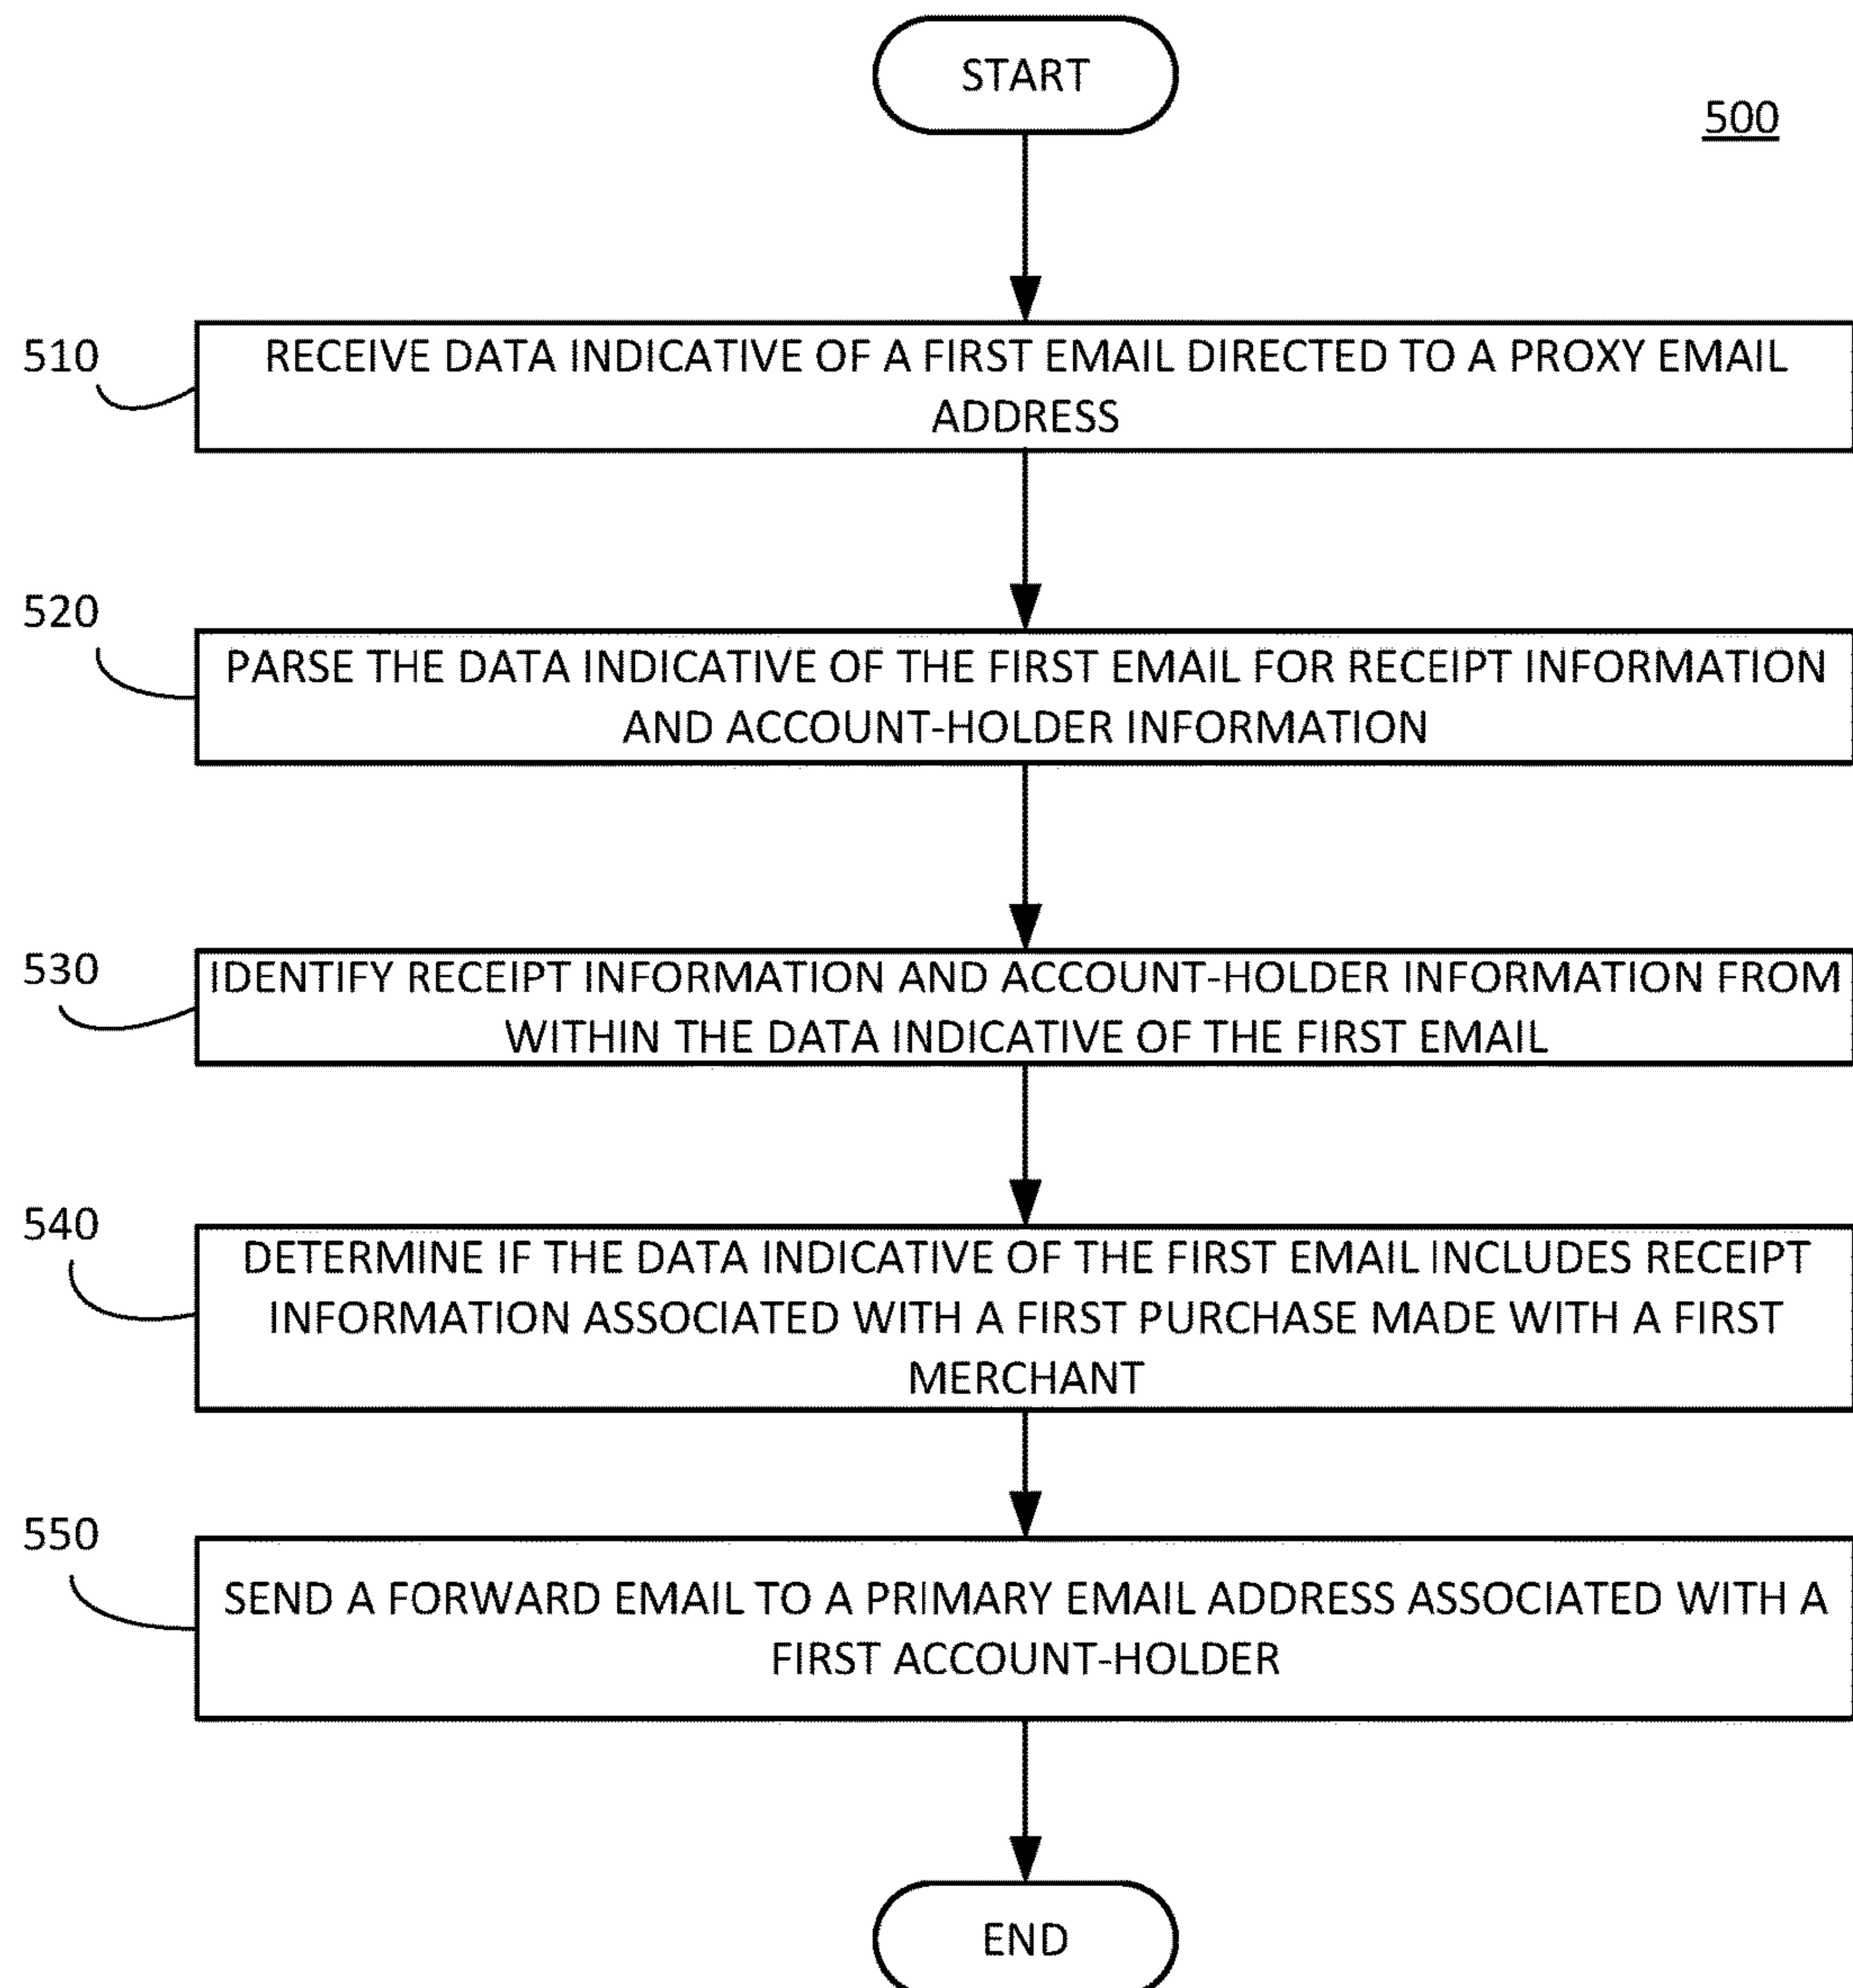 START
500
510
RECEIVE DATA INDICATIVE OF A FIRST EMAIL DIRECTED TO A PROXY EMAIL
ADDRESS
520
PARSE THE DATA INDICATIVE OF THE FIRST EMAIL FOR RECEIPT INFORMATION
AND ACCOUNT-HOLDER INFORMATION
530
IDENTIFY RECEIPT INFORMATION AND ACCOUNT-HOLDER INFORMATION FROM
WITHIN THE DATA INDICATIVE OF THE FIRST EMAIL
540
DETERMINE IF THE DATA INDICATIVE OF THE FIRST EMAIL INCLUDES RECEIPT
INFORMATION ASSOCIATED WITH A FIRST PURCHASE MADE WITH A FIRST
MERCHANT
550
SEND A FORWARD EMAIL TO A PRIMARY EMAIL ADDRESS ASSOCIATED WITH A
FIRST ACCOUNT-HOLDER
END